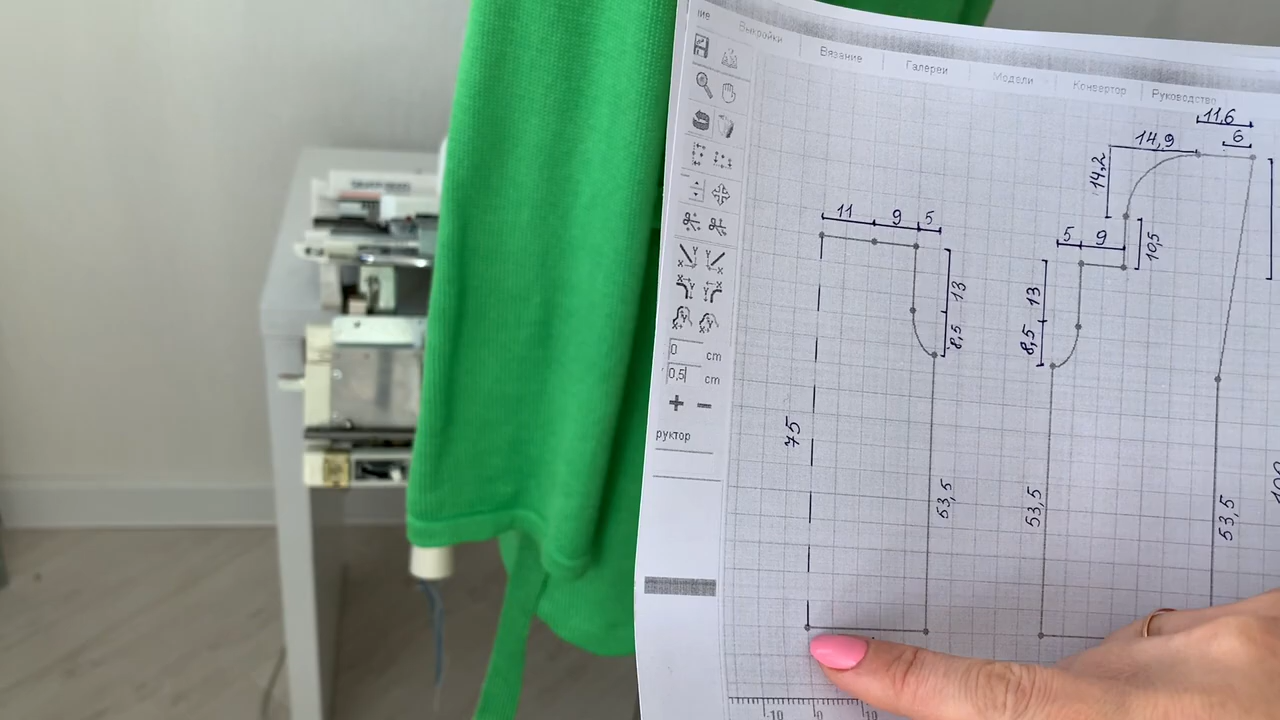 ние
Выкройки
Вязание
Галереи
Модели
Конвертор
Руководство
0 cm
0,5 cm
руктор
11
9
5
13
8,5
75
53,5
5
9
13
8,5
53,5
14,9
14,2
10,5
11,6
6
53,5
-10
0
10